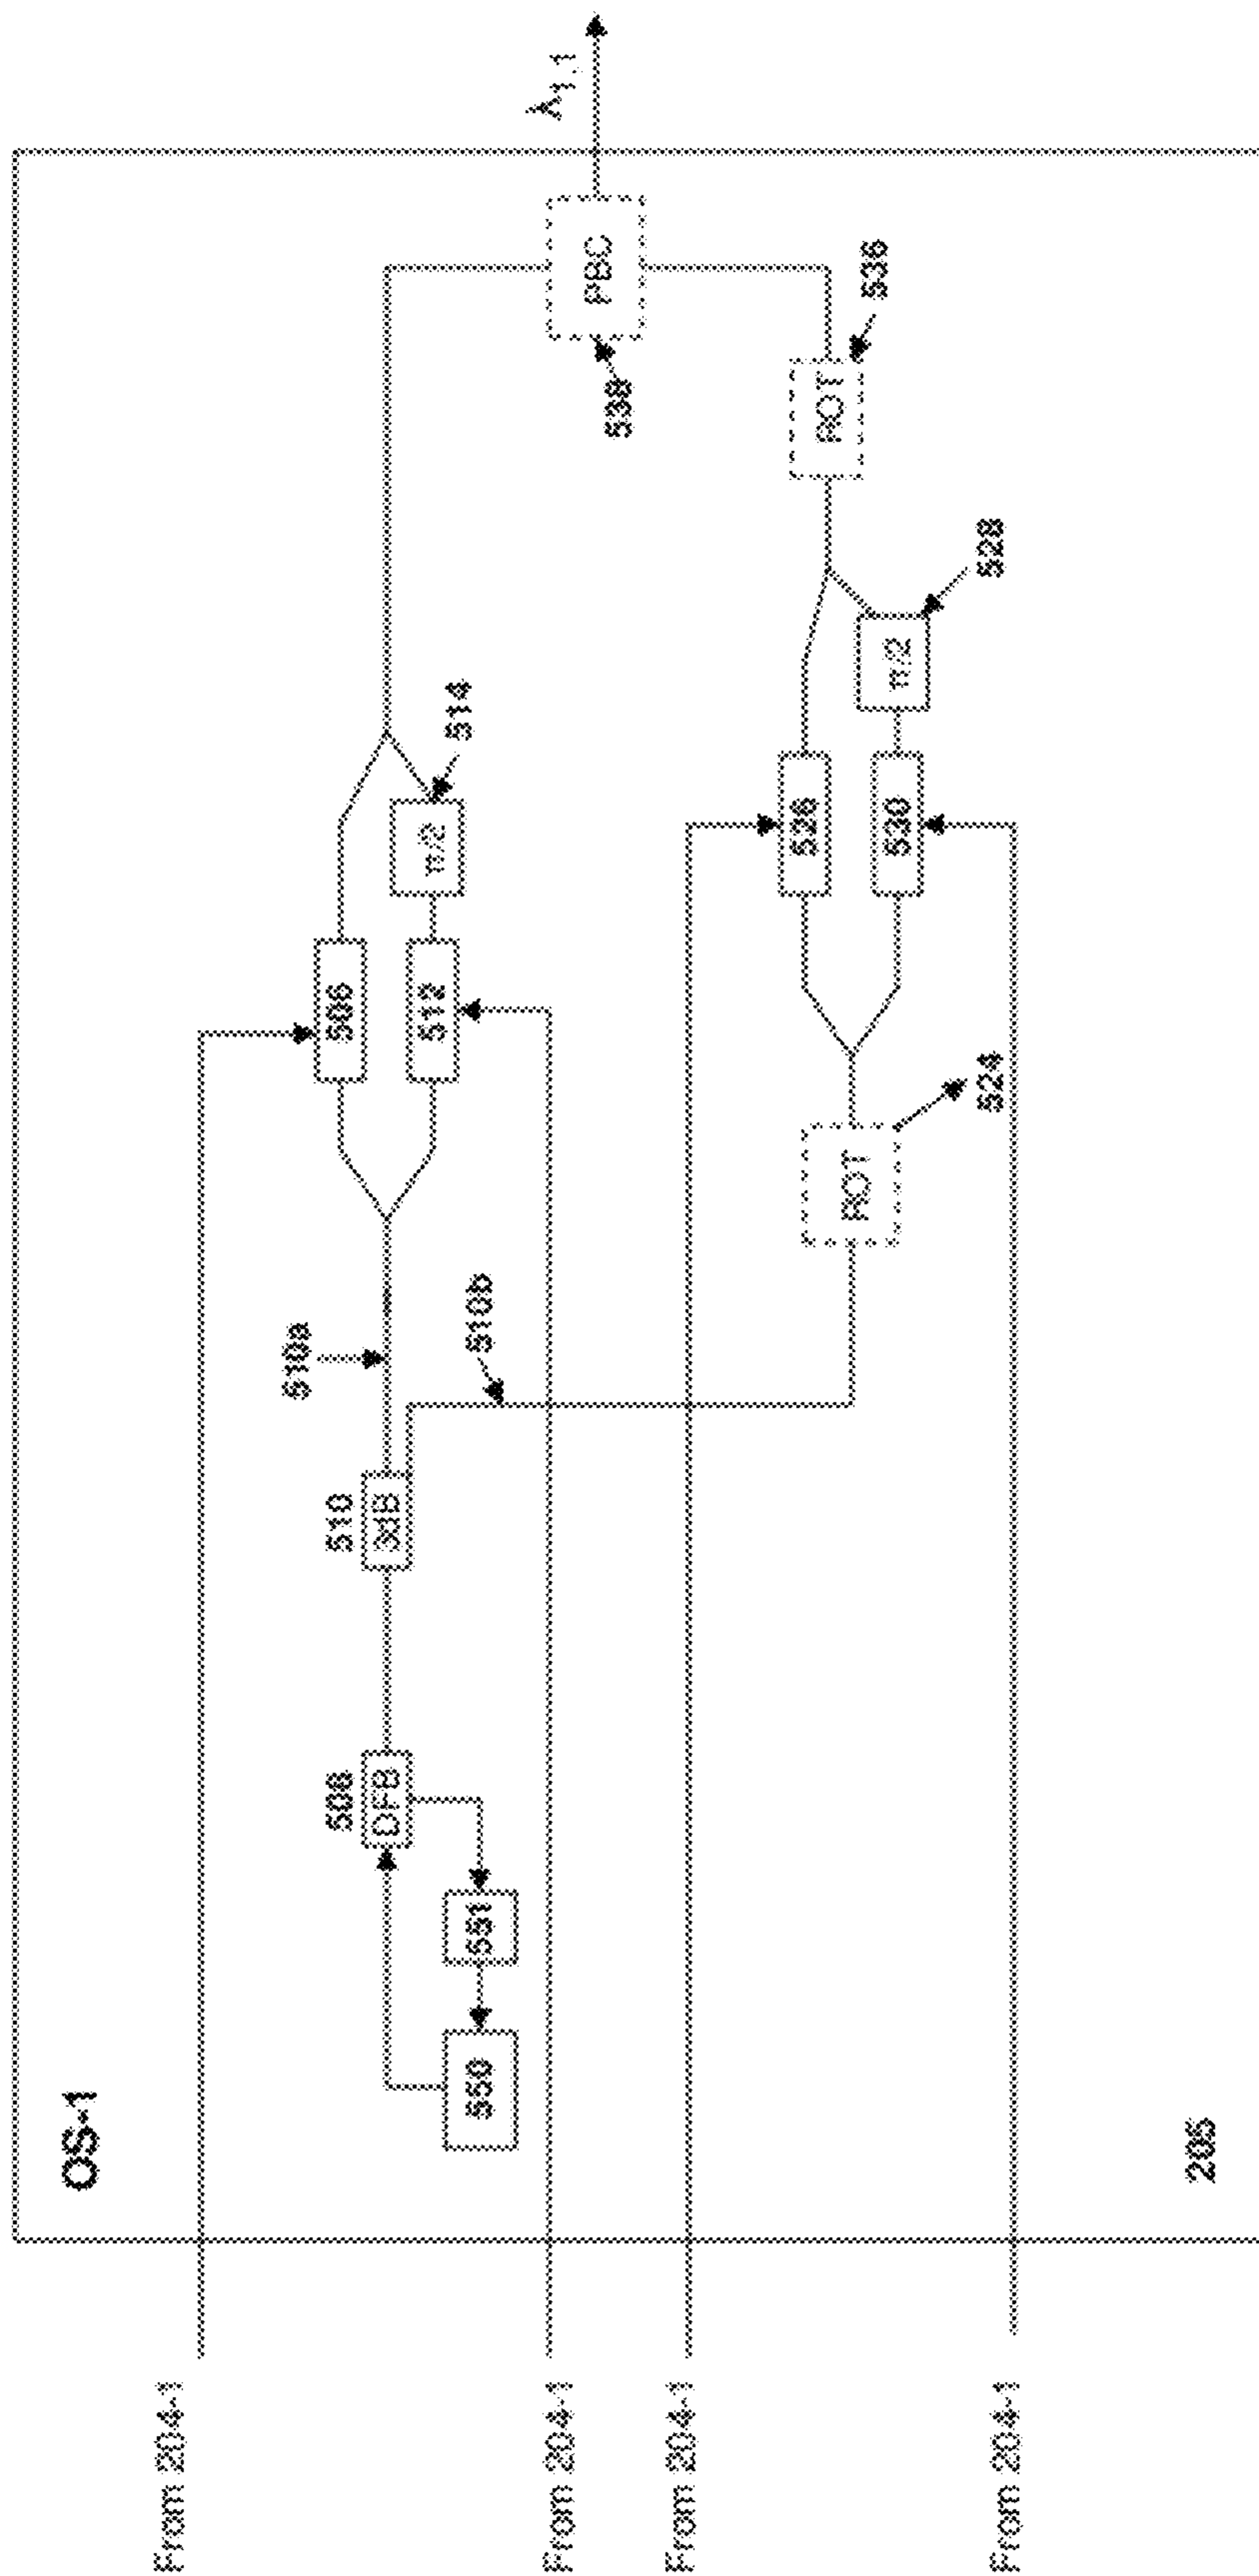 OS-1
From 204-1
506
510a
514
508
DFB
510
3dB
512
π/2
551
550
510b
From 204-1
PBC
538
λ1,1
From 204-1
526
ROT
536
ROT
524
530
π/2
528
From 204-1
205